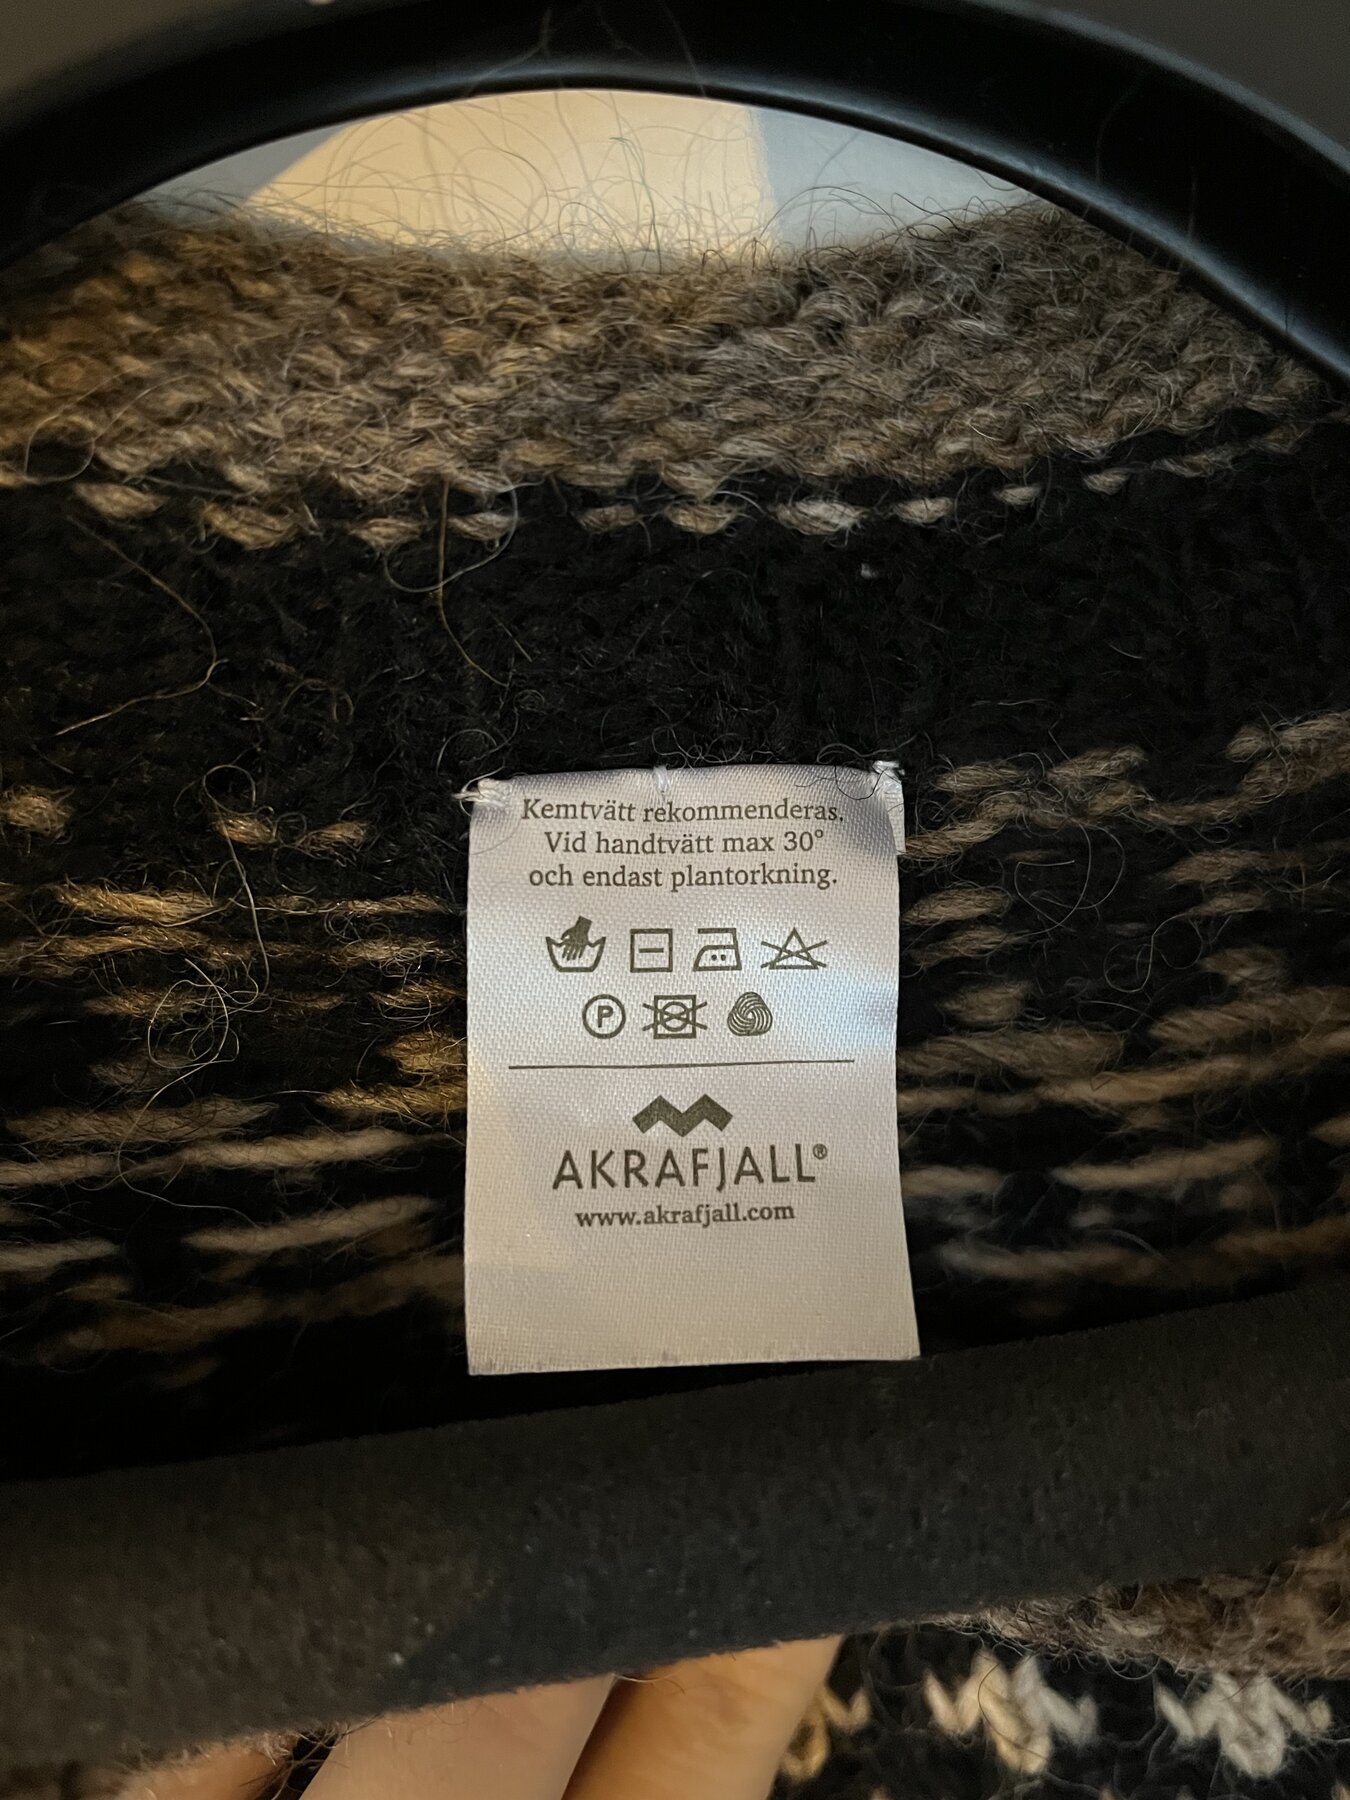 Kemtvätt rekommenderas.
Vid handtvätt max 30°
och endast plantorkning.
P
AKRAFJALL®
www.akrafjall.com